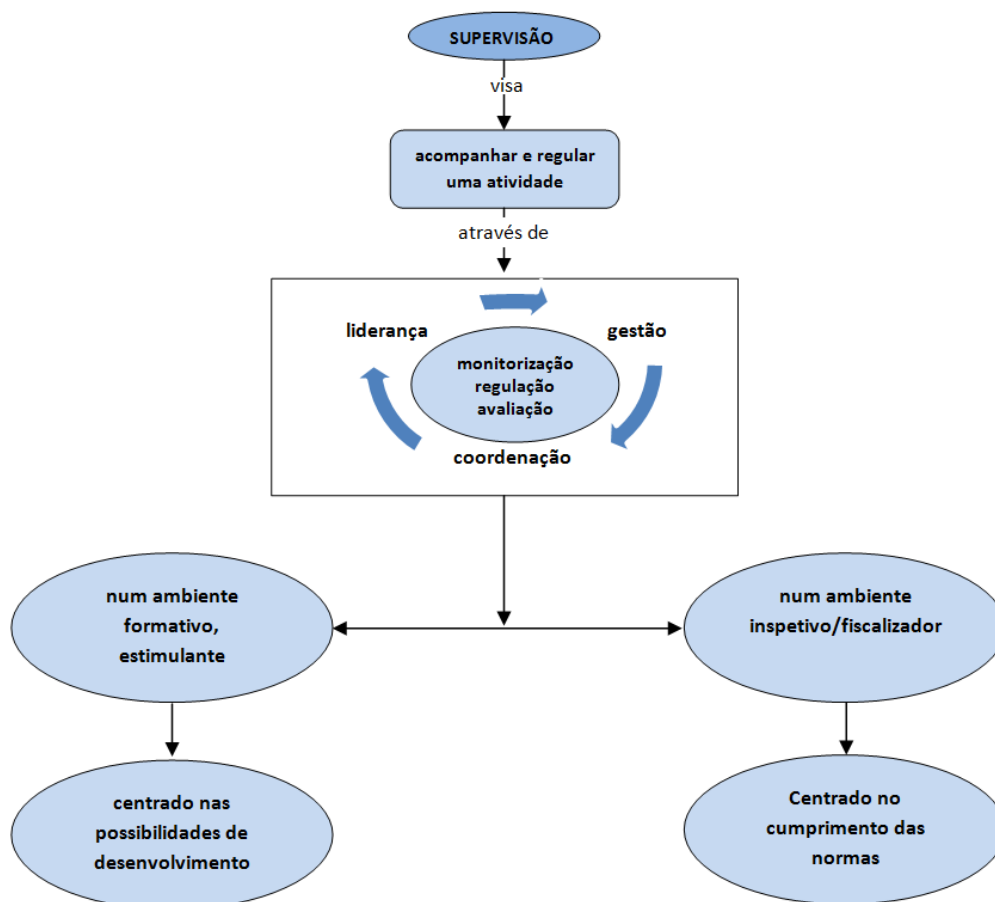 SUPERVISÃO
visa
acompanhar e regular
uma atividade
através de
liderança
gestão
monitorização
regulação
avaliação
coordenação
num ambiente
formativo,
estimulante
num ambiente
inspetivo/fiscalizador
centrado nas
possibilidades de
desenvolvimento
Centrado no
cumprimento das
normas